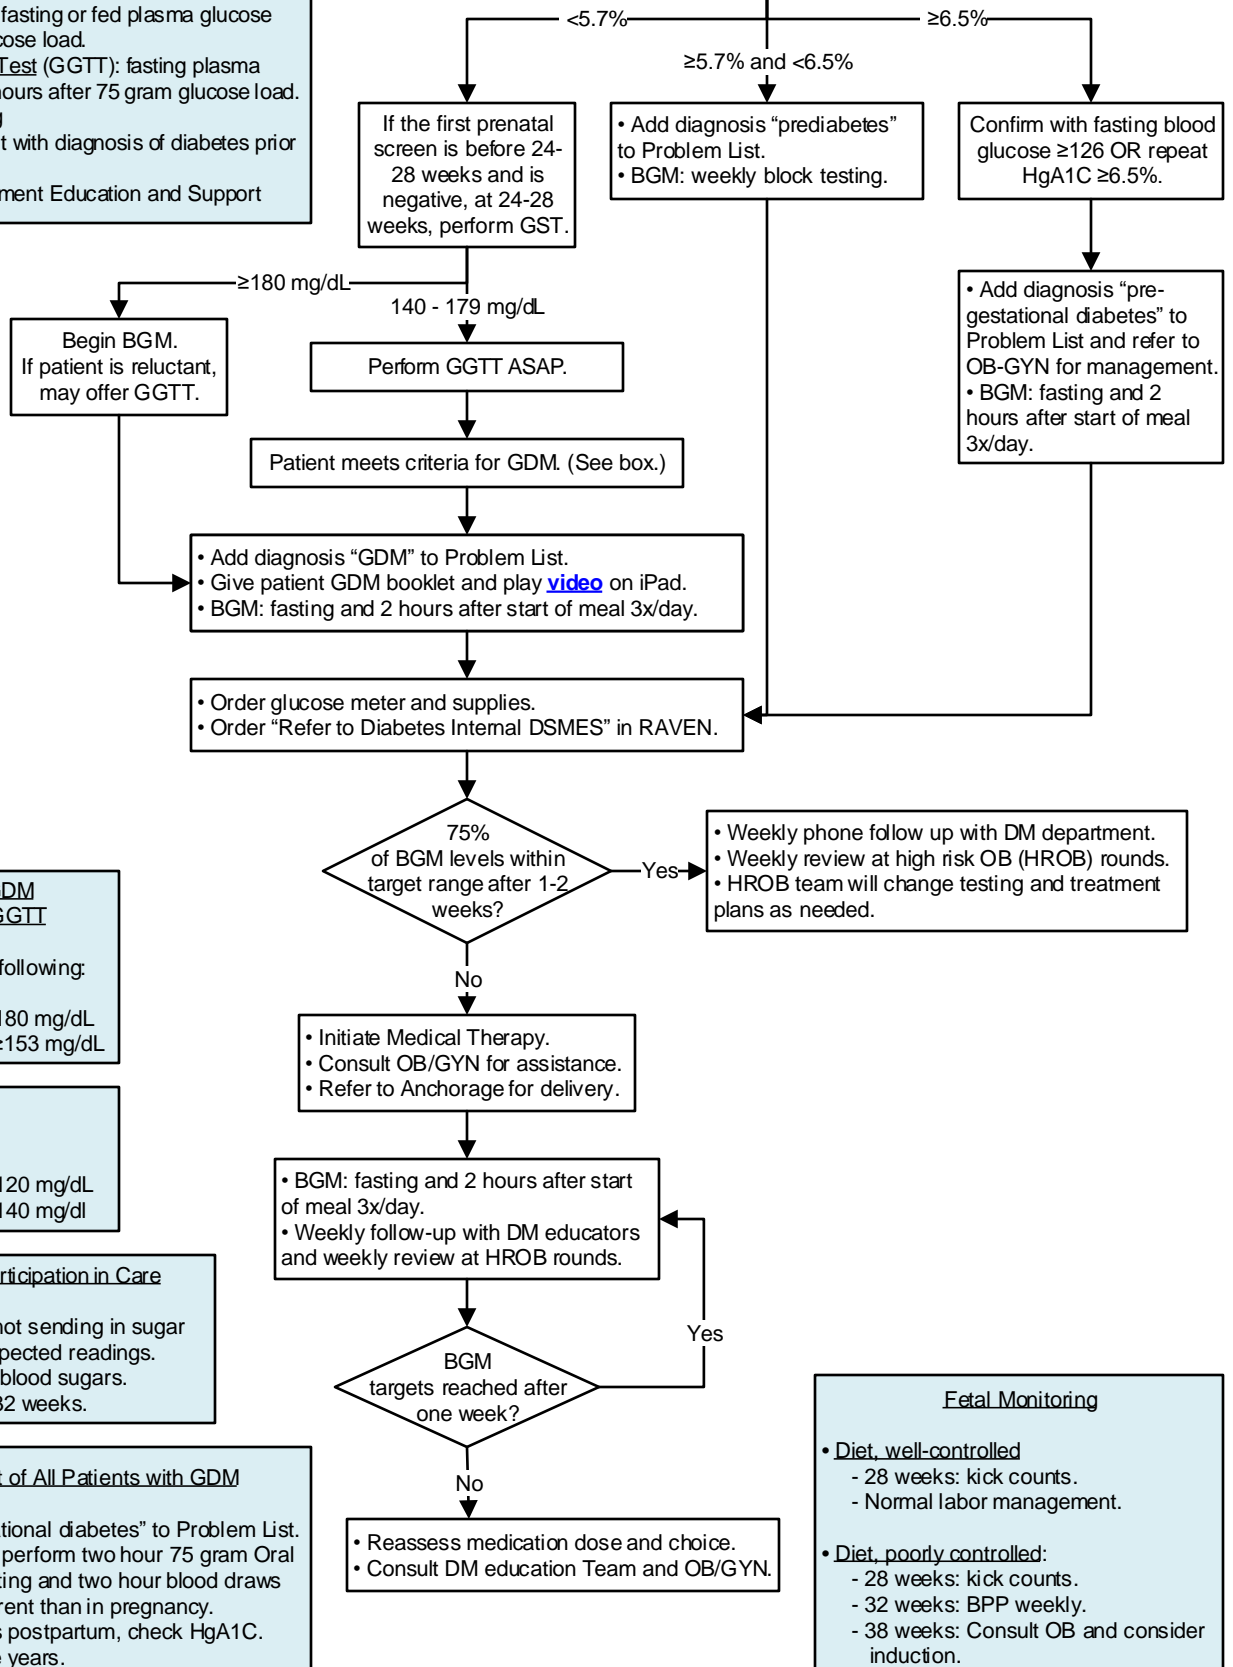 fasting or fed plasma glucose
cose load.
Test (GGTT): fasting plasma
hours after 75 gram glucose load.
g
t with diagnosis of diabetes prior
ment Education and Support
<5.7%
≥5.7% and <6.5%
≥6.5%
If the first prenatal
screen is before 24-
28 weeks and is
negative, at 24-28
weeks, perform GST.
• Add diagnosis “prediabetes”
to Problem List.
• BGM: weekly block testing.
Confirm with fasting blood
glucose ≥126 OR repeat
HgA1C ≥6.5%.
≥180 mg/dL
140 - 179 mg/dL
• Add diagnosis “pre-
gestational diabetes” to
Problem List and refer to
OB-GYN for management.
• BGM: fasting and 2
hours after start of meal
3x/day.
Begin BGM.
If patient is reluctant,
may offer GGTT.
Perform GGTT ASAP.
Patient meets criteria for GDM. (See box.)
• Add diagnosis “GDM” to Problem List.
• Give patient GDM booklet and play video on iPad.
• BGM: fasting and 2 hours after start of meal 3x/day.
• Order glucose meter and supplies.
• Order “Refer to Diabetes Internal DSMES” in RAVEN.
75%
of BGM levels within
target range after 1-2
weeks?
Yes
• Weekly phone follow up with DM department.
• Weekly review at high risk OB (HROB) rounds.
• HROB team will change testing and treatment
plans as needed.
No
GDM
GGTT
following:
180 mg/dL
≥153 mg/dL
• Initiate Medical Therapy.
• Consult OB/GYN for assistance.
• Refer to Anchorage for delivery.
120 mg/dL
140 mg/dl
• BGM: fasting and 2 hours after start
of meal 3x/day.
• Weekly follow-up with DM educators
and weekly review at HROB rounds.
articipation in Care
not sending in sugar
pected readings.
blood sugars.
32 weeks.
Yes
BGM
targets reached after
one week?
No
• Reassess medication dose and choice.
• Consult DM education Team and OB/GYN.
t of All Patients with GDM
tional diabetes” to Problem List.
perform two hour 75 gram Oral
ting and two hour blood draws
rent than in pregnancy.
s postpartum, check HgA1C.
e years.
Fetal Monitoring
• Diet, well-controlled
- 28 weeks: kick counts.
- Normal labor management.
• Diet, poorly controlled:
- 28 weeks: kick counts.
- 32 weeks: BPP weekly.
- 38 weeks: Consult OB and consider
induction.